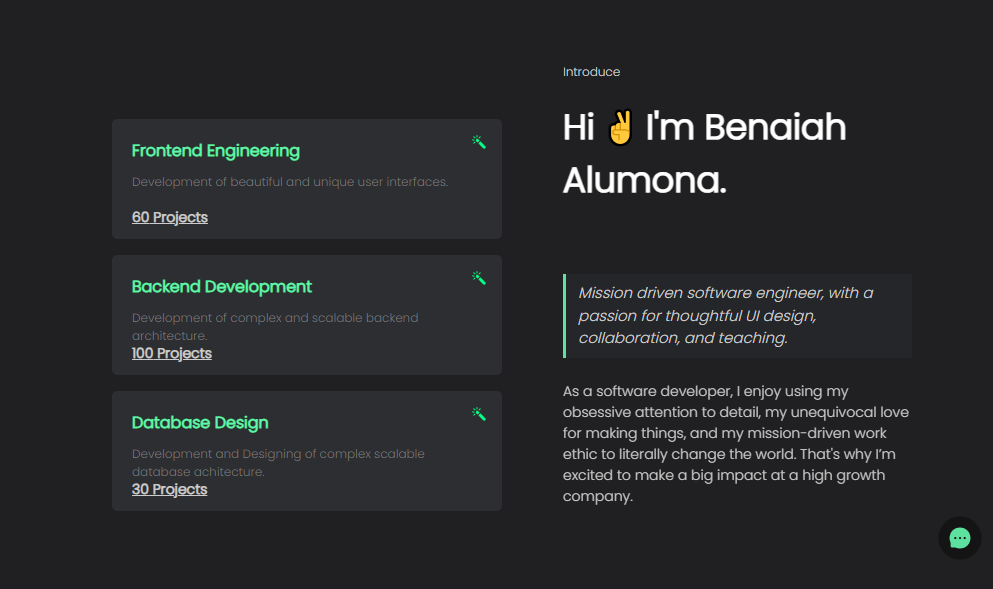 Frontend Engineering
Development of beautiful and unique user interfaces.
60 Projects
Backend Development
Development of complex and scalable backend
architecture.
100 Projects
Database Design
Development and Designing of complex scalable
database achitecture.
30 Projects
Introduce
Hi ✌ I'm Benaiah
Alumona.
Mission driven software engineer, with a
passion for thoughtful UI design,
collaboration, and teaching.
As a software developer, I enjoy using my
obsessive attention to detail, my unequivocal love
for making things, and my mission-driven work
ethic to literally change the world. That's why I’m
excited to make a big impact at a high growth
company.